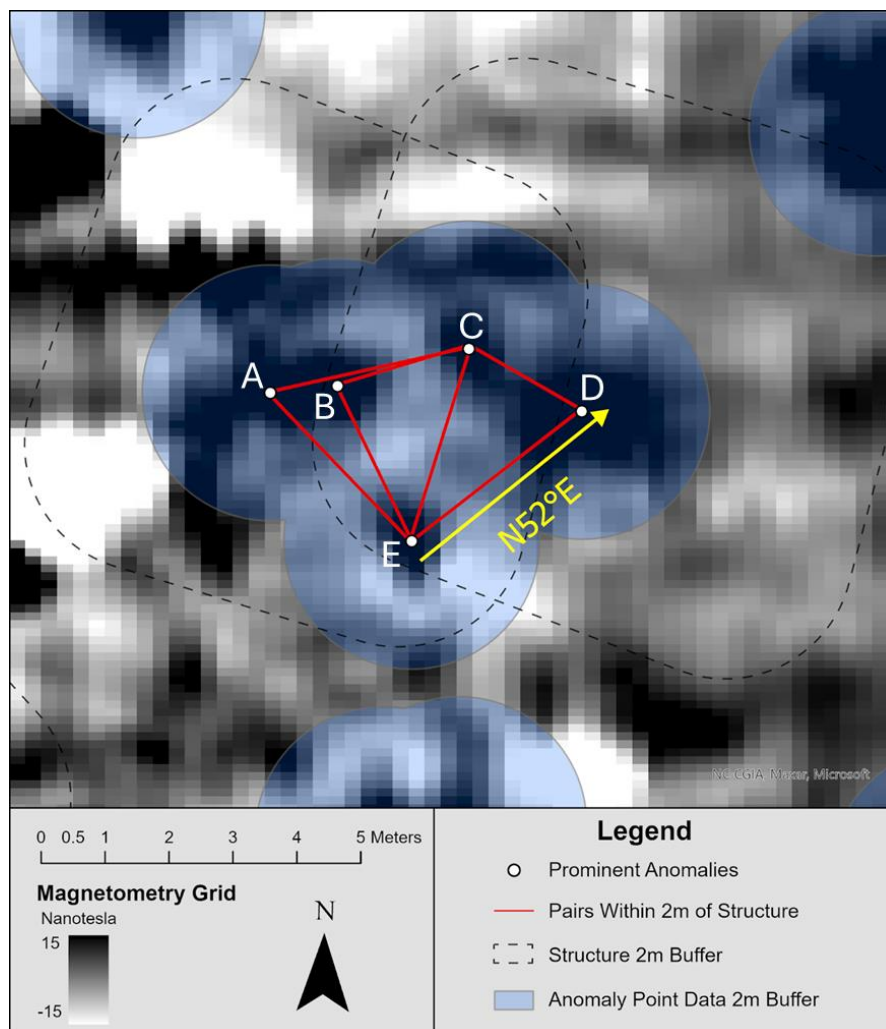 C
A
B
D
N52°E
E
NC CGIA, Maxar, Microsoft
0 0.5 1 2 3 4 5 Meters
Magnetometry Grid
Nanotesla
15
-15
N
Legend
Prominent Anomalies
Pairs Within 2m of Structure
Structure 2m Buffer
Anomaly Point Data 2m Buffer